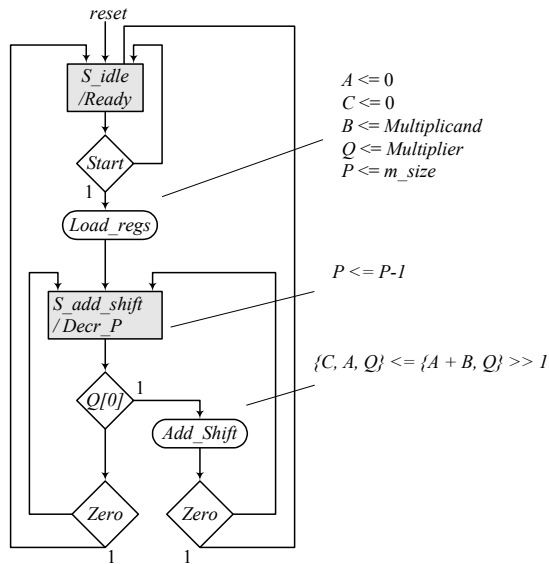 reset
S_idle
/Ready
Start
1
Load_regs
A <= 0
C <= 0
B <= Multiplicand
Q <= Multiplier
P <= m_size
S_add_shift
/ Decr_P
P <= P-1
Q[0]
1
Add_Shift
{C, A, Q} <= {A + B, Q} >> 1
Zero
1
Zero
1